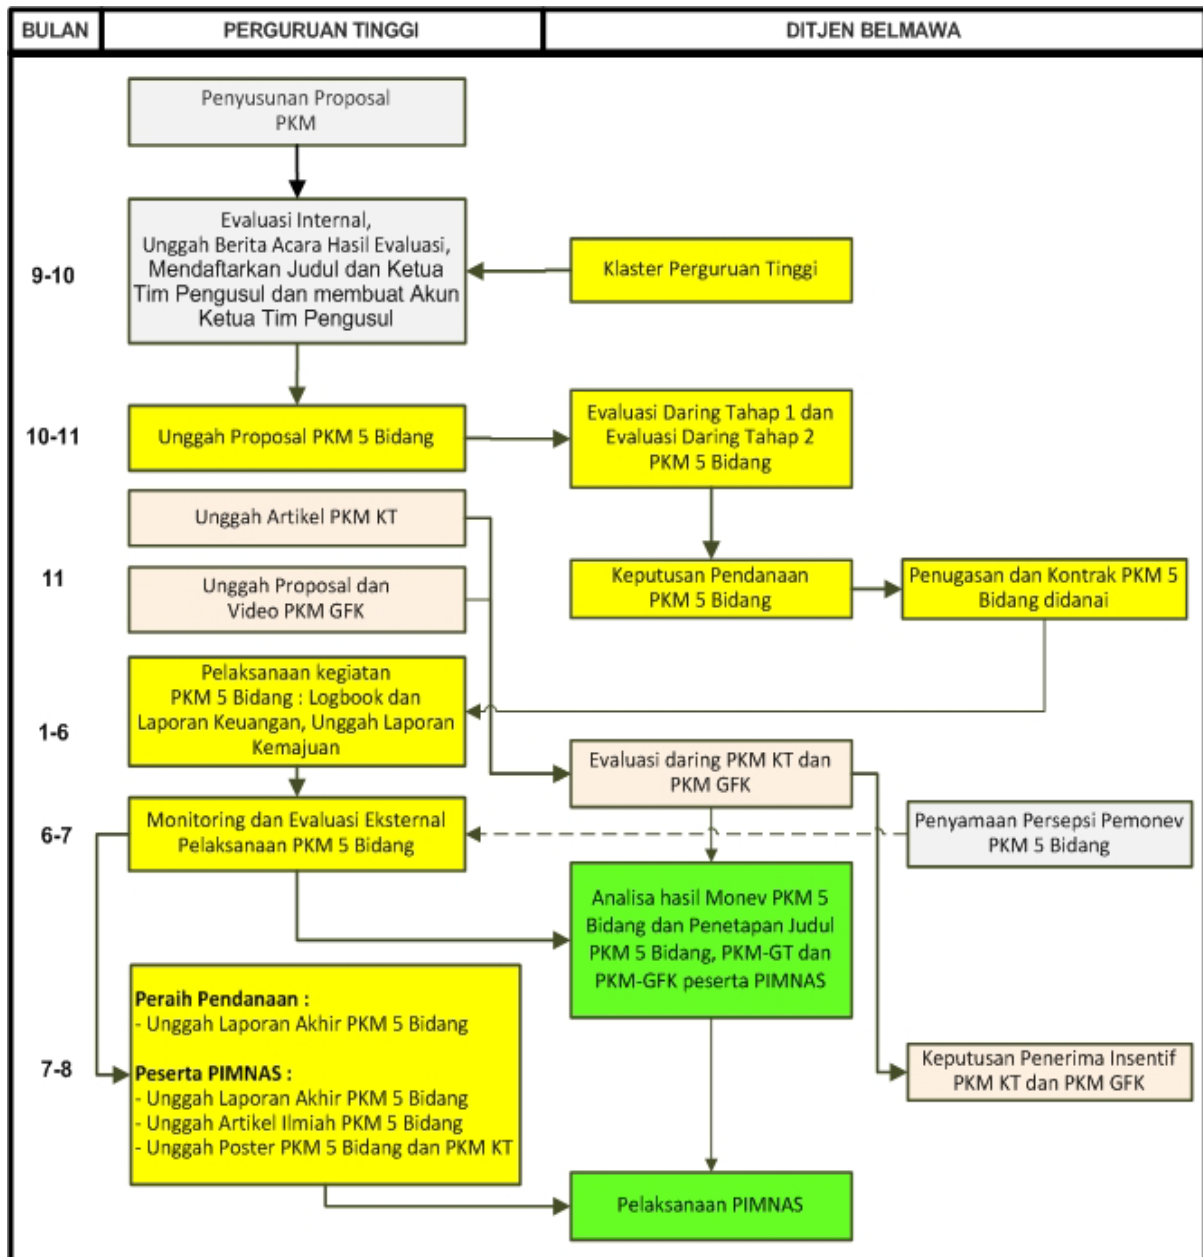 BULAN
PERGURUAN TINGGI
DITJEN BELMAWA
Penyusunan Proposal
PKM
9-10
Evaluasi Internal,
Unggah Berita Acara Hasil Evaluasi,
Mendaftarkan Judul dan Ketua
Tim Pengusul dan membuat Akun
Ketua Tim Pengusul
Klaster Perguruan Tinggi
10-11
Unggah Proposal PKM 5 Bidang
Evaluasi Daring Tahap 1 dan
Evaluasi Daring Tahap 2
PKM 5 Bidang
Unggah Artikel PKM KT
11
Unggah Proposal dan
Video PKM GFK
Keputusan Pendanaan
PKM 5 Bidang
Penugasan dan Kontrak PKM 5
Bidang didanai
1-6
Pelaksanaan kegiatan
PKM 5 Bidang : Logbook dan
Laporan Keuangan, Unggah Laporan
Kemajuan
Evaluasi daring PKM KT dan
PKM GFK
6-7
Monitoring dan Evaluasi Eksternal
Pelaksanaan PKM 5 Bidang
Penyamaan Persepsi Pemonev
PKM 5 Bidang
Analisa hasil Monev PKM 5
Bidang dan Penetapan Judul
PKM 5 Bidang, PKM-GT dan
PKM-GFK peserta PIMNAS
7-8
Peraih Pendanaan :
- Unggah Laporan Akhir PKM 5 Bidang
Peserta PIMNAS :
- Unggah Laporan Akhir PKM 5 Bidang
- Unggah Artikel Ilmiah PKM 5 Bidang
- Unggah Poster PKM 5 Bidang dan PKM KT
Keputusan Penerima Insentif
PKM KT dan PKM GFK
Pelaksanaan PIMNAS